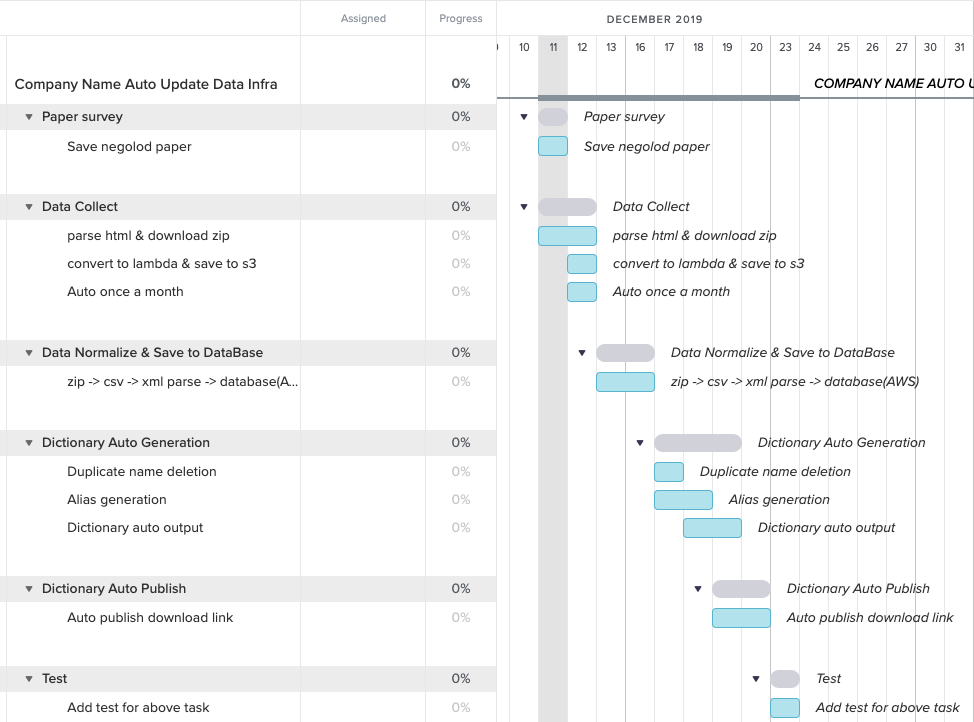 Assigned Progress DECEMBER 2019
10 11 12 13 16 17 18 19 20 23 24 25 26 27 30 31
Company Name Auto Update Data Infra 0% COMPANY NAME AUTO U
Paper survey 0% Paper survey
Save negolod paper 0% Save negolod paper
Data Collect 0% Data Collect
parse html & download zip 0% parse html & download zip
convert to lambda & save to s3 0% convert to lambda & save to s3
Auto once a month 0% Auto once a month
Data Normalize & Save to DataBase 0% Data Normalize & Save to DataBase
zip -> csv -> xml parse -> database(A... 0% zip -> csv -> xml parse -> database(AWS)
Dictionary Auto Generation 0% Dictionary Auto Generation
Duplicate name deletion 0% Duplicate name deletion
Alias generation 0% Alias generation
Dictionary auto output 0% Dictionary auto output
Dictionary Auto Publish 0% Dictionary Auto Publish
Auto publish download link 0% Auto publish download link
Test 0% Test
Add test for above task 0% Add test for above task